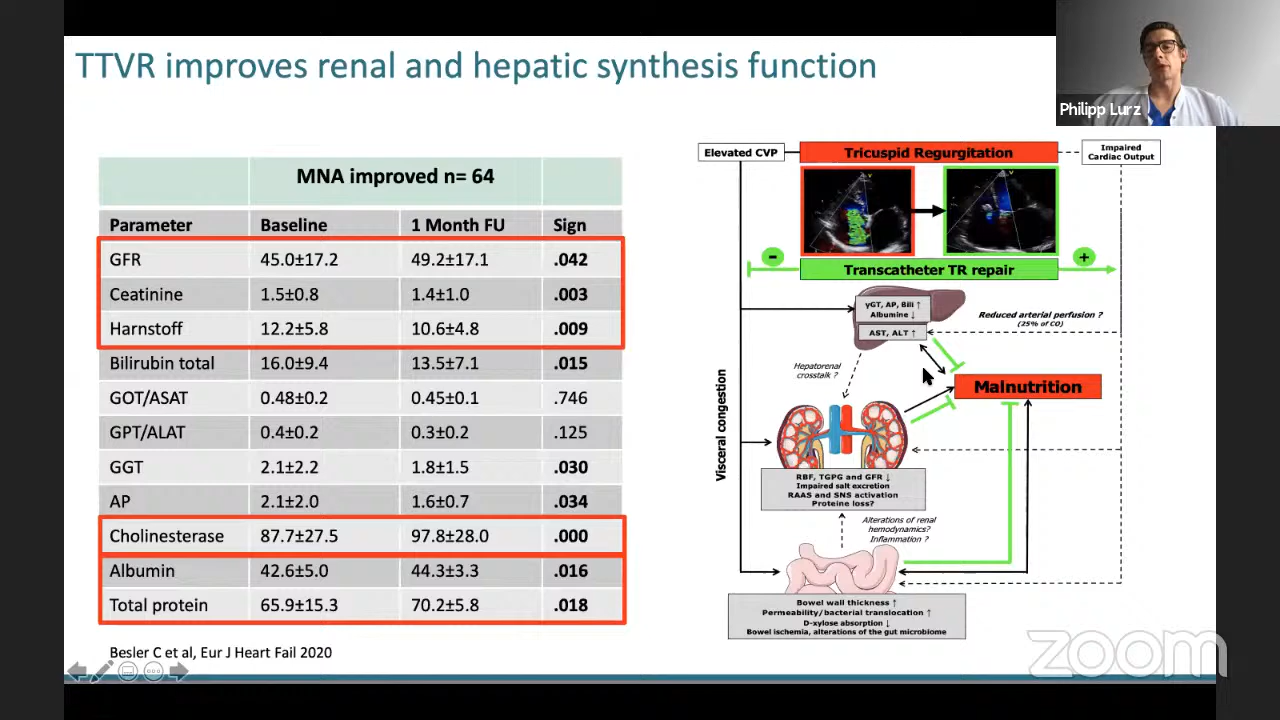 TTVR improves renal and hepatic synthesis function
Philipp Lurz
MNA improved n= 64
Parameter Baseline 1 Month FU Sign
GFR 45.0±17.2 49.2±17.1 .042
Ceatinine 1.5±0.8 1.4±1.0 .003
Harnstoff 12.2±5.8 10.6±4.8 .009
Bilirubin total 16.0±9.4 13.5±7.1 .015
GOT/ASAT 0.48±0.2 0.45±0.1 .746
GPT/ALAT 0.4±0.2 0.3±0.2 .125
GGT 2.1±2.2 1.8±1.5 .030
AP 2.1±2.0 1.6±0.7 .034
Cholinesterase 87.7±27.5 97.8±28.0 .000
Albumin 42.6±5.0 44.3±3.3 .016
Total protein 65.9±15.3 70.2±5.8 .018
Besler C et al, Eur J Heart Fail 2020
Elevated CVP
Tricuspid Regurgitation
Impaired
Cardiac Output
V
V
-
+
Transcatheter TR repair
γGT, AP, Bili ↑
Albumine ↓
AST, ALT ↑
Reduced arterial perfusion ?
(25% of CO)
Hepatorenal
crosstalk ?
Malnutrition
Visceral congestion
RBF, TGPG and GFR ↓
Impaired salt excretion
RAAS and SNS activation
Proteine loss?
Alterations of renal
hemodynamics?
Inflammation ?
Bowel wall thickness ↑
Permeability/bacterial translocation ↑
D-xylose absorption ↓
Bowel ischemia, alterations of the gut microbiome
zoom